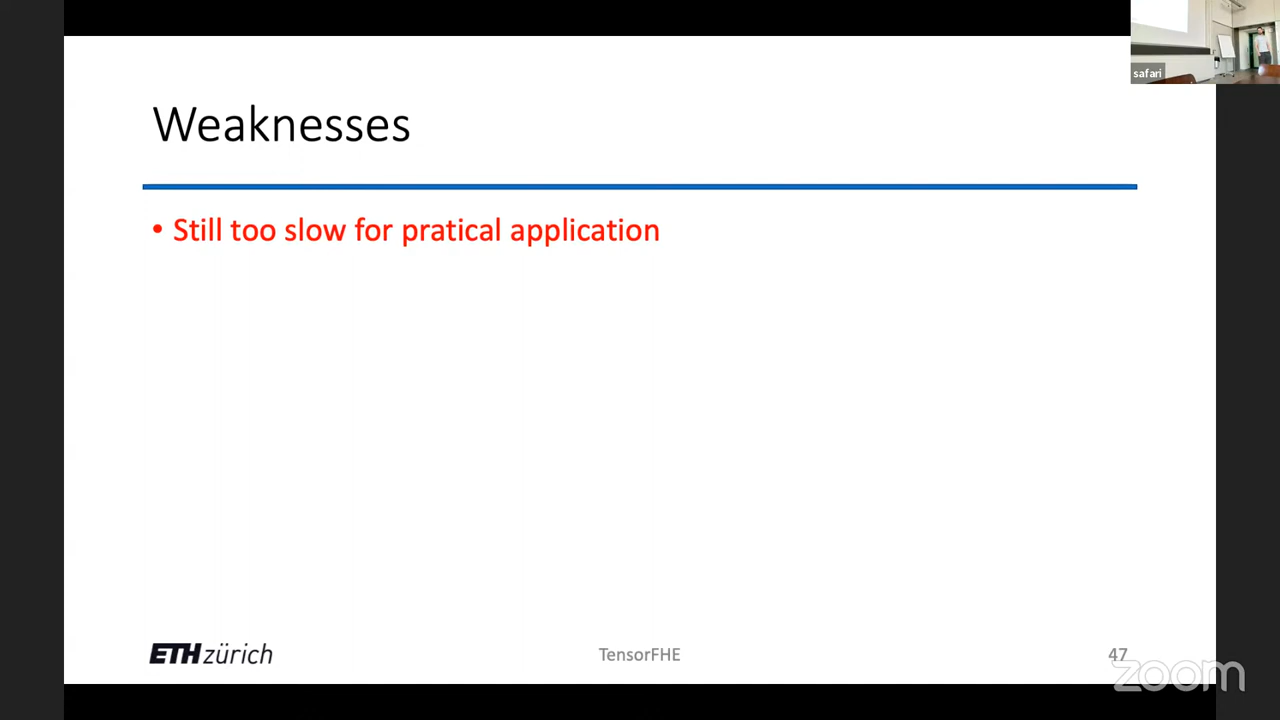 safari
Weaknesses
• Still too slow for pratical application
ETH zürich
TensorFHE
47
zoom